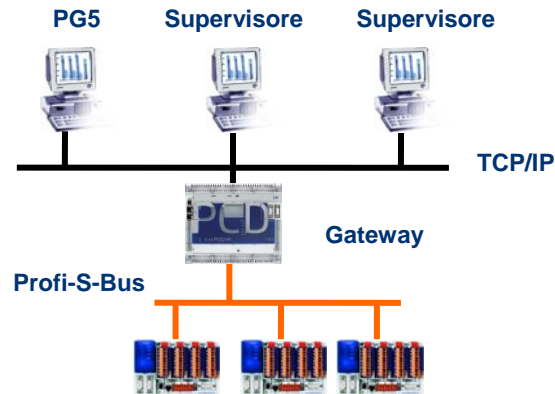 PG5 Supervisore Supervisore
TCP/IP
PCD
Gateway
Profi-S-Bus